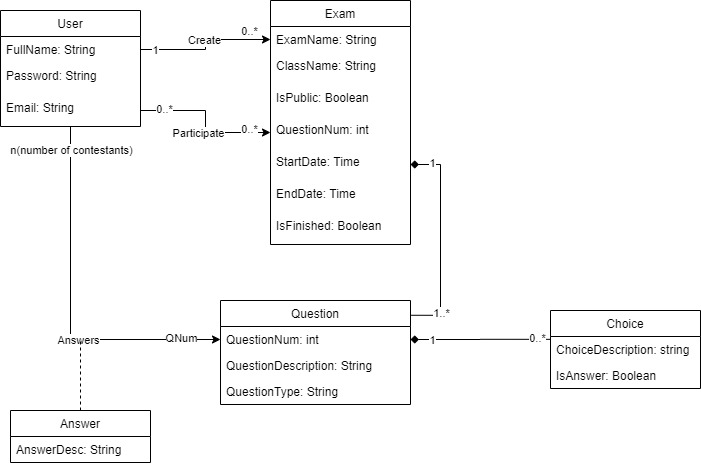 User
FullName: String
Password: String
Email: String
1
Create
0..*
0..*
Participate
0..*
Exam
ExamName: String
ClassName: String
IsPublic: Boolean
QuestionNum: int
StartDate: Time
EndDate: Time
IsFinished: Boolean
1
1..*
n(number of contestants)
Answers
QNum
Question
QuestionNum: int
QuestionDescription: String
QuestionType: String
1
0..*
Choice
ChoiceDescription: string
IsAnswer: Boolean
Answer
AnswerDesc: String